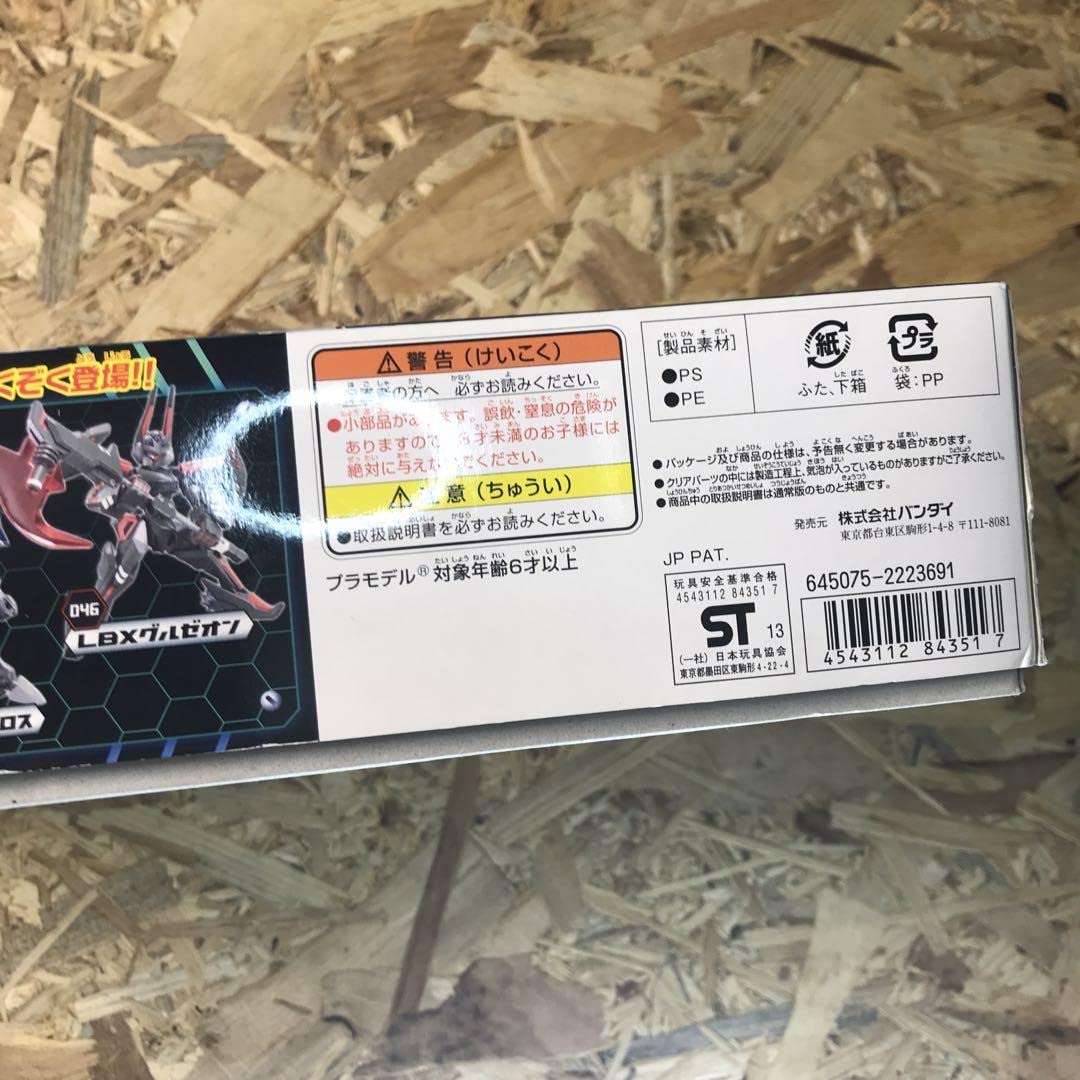 くぞく登場!!
046
LBXグルゼオン
ロス
警告(けいこく)
の方へ 必ずお読みください。
●小部品があります。誤飲・窒息の危険が
ありますので 3才未満のお子様には
絶対に与えないでください。
意(ちゅうい)
●取扱説明書を必ずお読みください。
プラモデル® 対象年齢6才以上
[製品素材]
●PS
●PE
紙
ふた、下箱
プラ
袋:PP
●パッケージ及び商品の仕様は、予告無く変更する場合があります。
●クリアパーツの中には製造工程上、気泡が入っているものがありますがご了承ください。
●商品中の取扱説明書は通常版のものと共通です。
発売元 株式会社バンダイ
東京都台東区駒形1-4-8 〒111-8081
JP PAT.
玩具安全基準合格
4543112 84351 7
ST 13
(一社) 日本玩具協会
東京都墨田区東駒形4-22-4
645075-2223691
4543112 84351 7